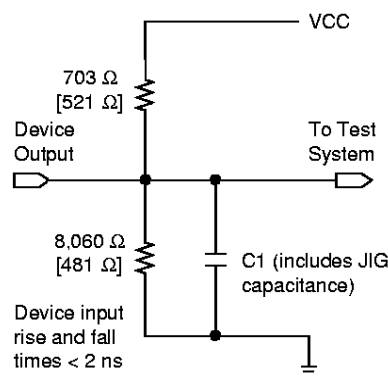 VCC
703 Ω
[521 Ω]
Device
Output
To Test
System
8,060 Ω
[481 Ω]
C1 (includes JIG
capacitance)
Device input
rise and fall
times < 2 ns